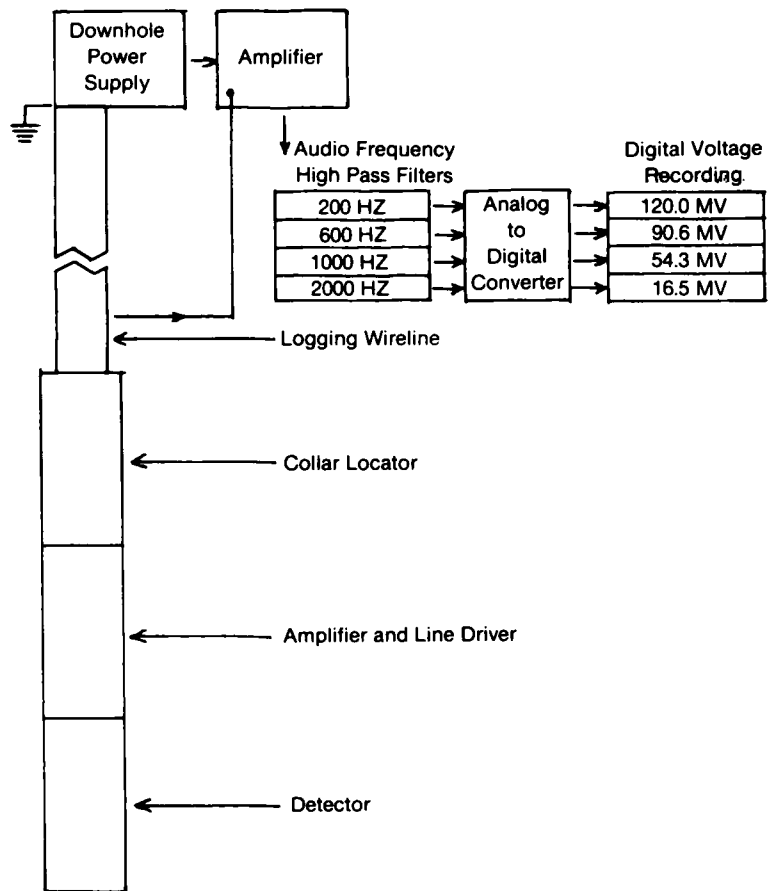 Downhole
Power
Supply
Amplifier
Audio Frequency
High Pass Filters
Digital Voltage
Recording
200 HZ
600 HZ
1000 HZ
2000 HZ
Analog
to
Digital
Converter
120.0 MV
90.6 MV
54.3 MV
16.5 MV
Logging Wireline
Collar Locator
Amplifier and Line Driver
Detector